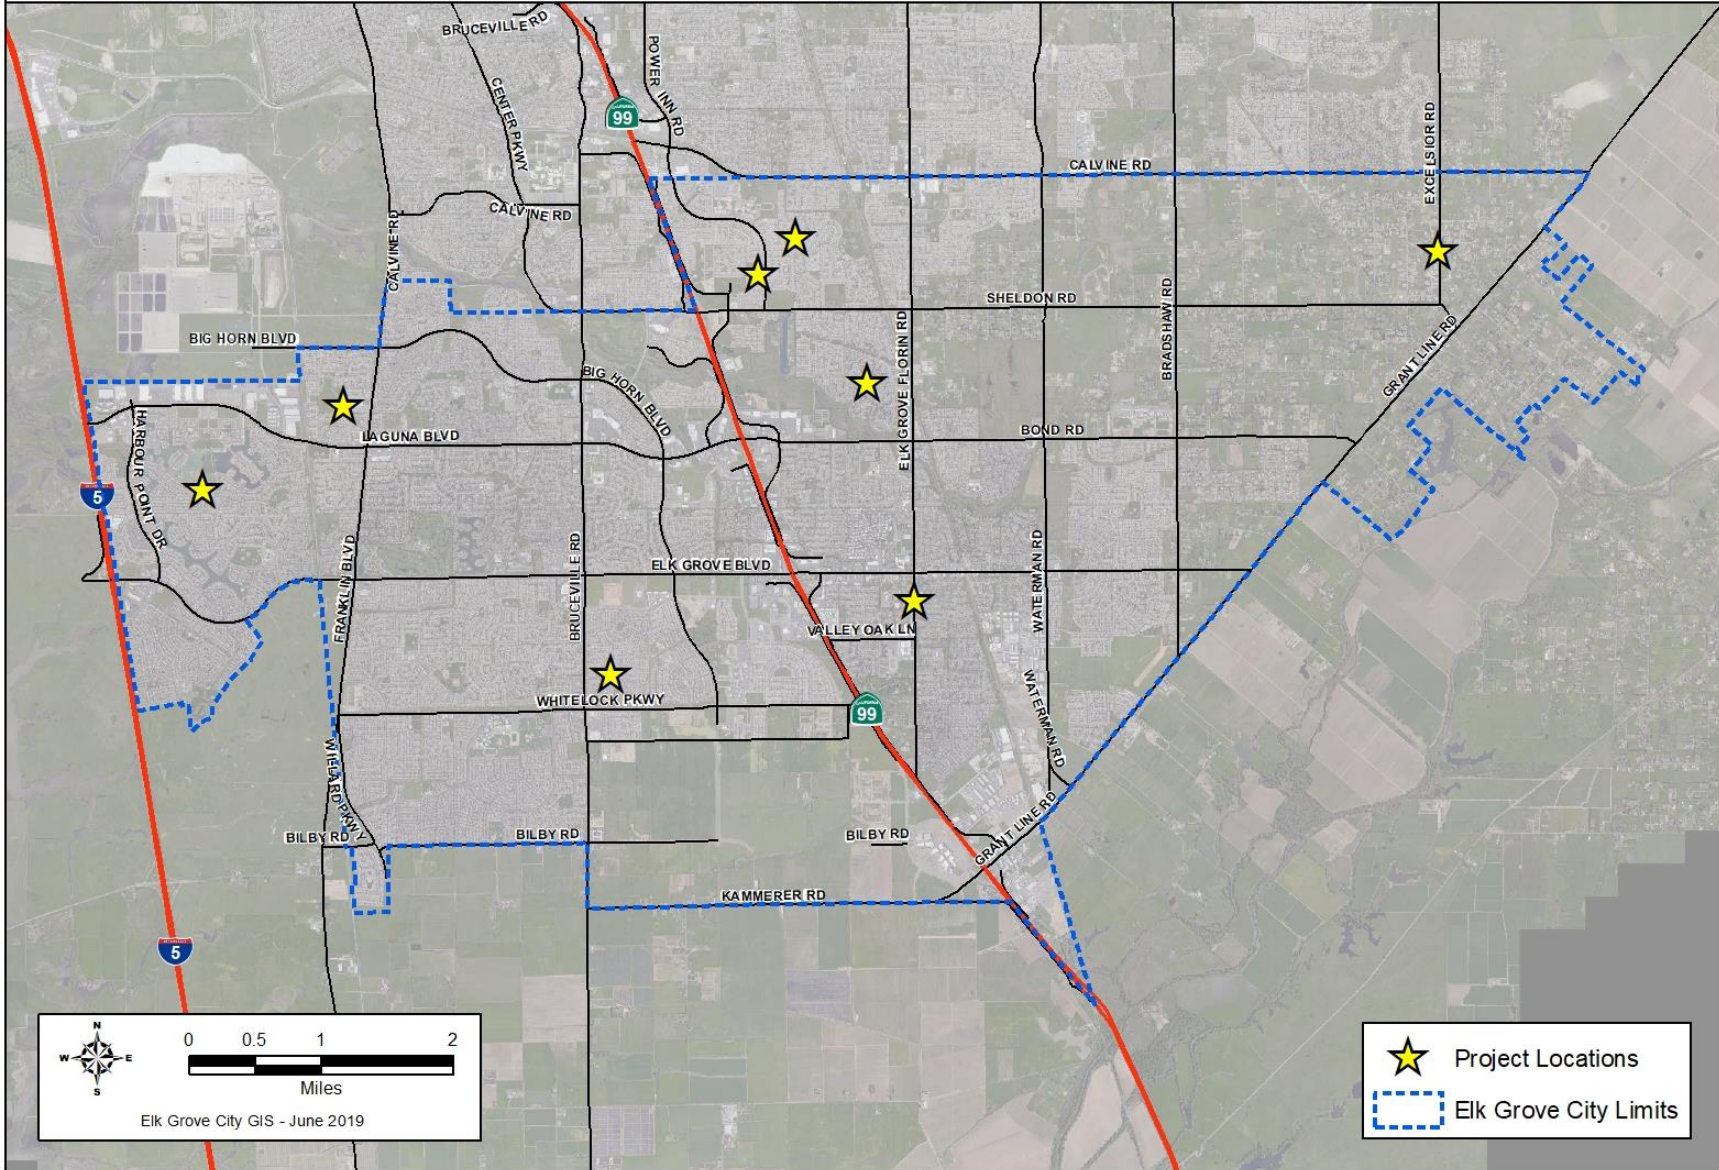 BRUCEVILLE RD
POWER INN RD
CENTER PKWY
CALIFORNIA
99
CALVINE RD
EXCELSIOR RD
CALVINE RD
CALVINE RD
SHELDON RD
BRADSHAW RD
BIG HORN BLVD
ELK GROVE FLORIN RD
GRANT LINE RD
BIG HORN BLVD
HARBOUR POINT DR
LAGUNA BLVD
BOND RD
5
FRANKLIN BLVD
BRUCEVILLE RD
ELK GROVE BLVD
WATERMAN RD
VALLEY OAK LN
WHITELOCK PKWY
WATERMAN RD
CALIFORNIA
99
WILLARD PKWY
BILBY RD
BILBY RD
BILBY RD
GRANT LINE RD
KAMMERER RD
5
N
W E
S
0 0.5 1 2
Miles
Elk Grove City GIS - June 2019
Project Locations
Elk Grove City Limits